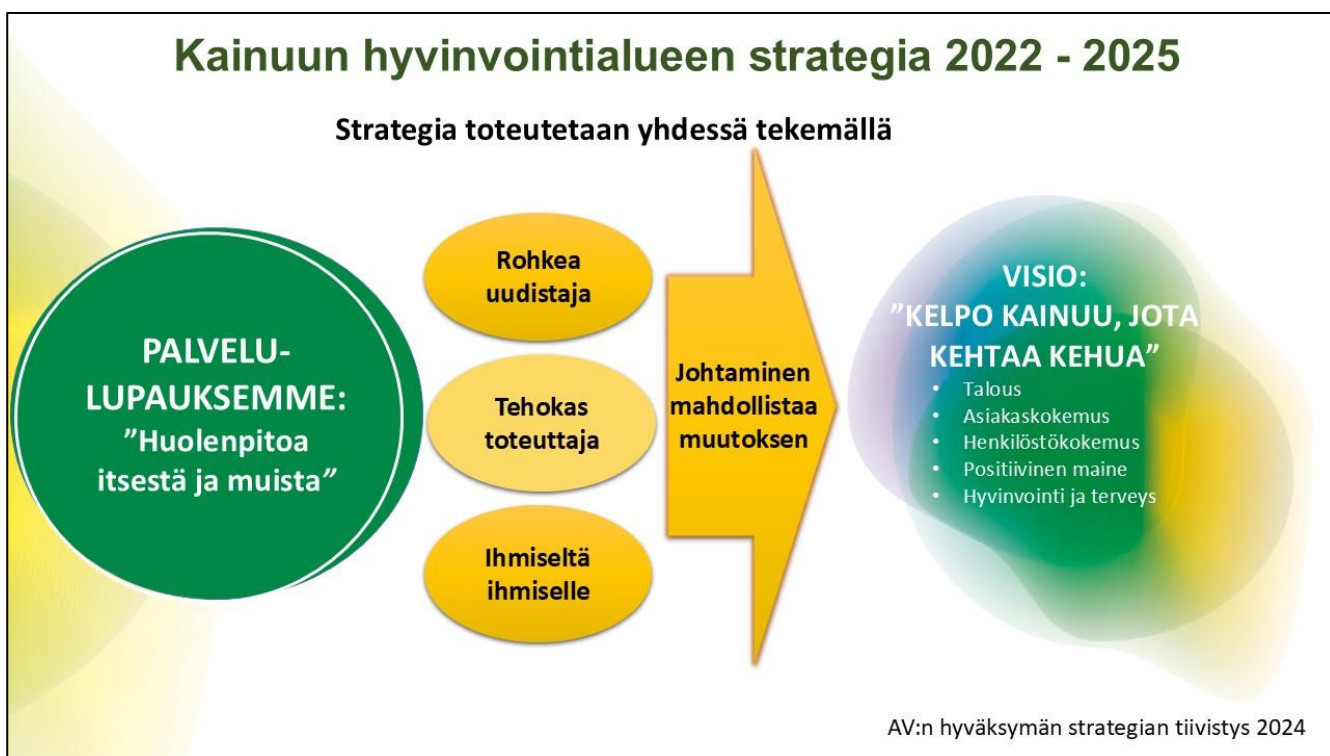 Kainuun hyvinvointialueen strategia 2022 - 2025
Strategia toteutetaan yhdessä tekemällä
PALVELU-
LUPAUKSEMME:
”Huolenpitoa
itsestä ja muista”
Rohkea
uudistaja
Tehokas
toteuttaja
Ihmiseltä
ihmiselle
Johtaminen
mahdollistaa
muutoksen
VISIO:
”KELPO KAINUU, JOTA
KEHTAA KEHUA”
• Talous
• Asiakaskokemus
• Henkilöstökokemus
• Positiivinen maine
• Hyvinvointi ja terveys
AV:n hyväksymän strategian tiivistys 2024